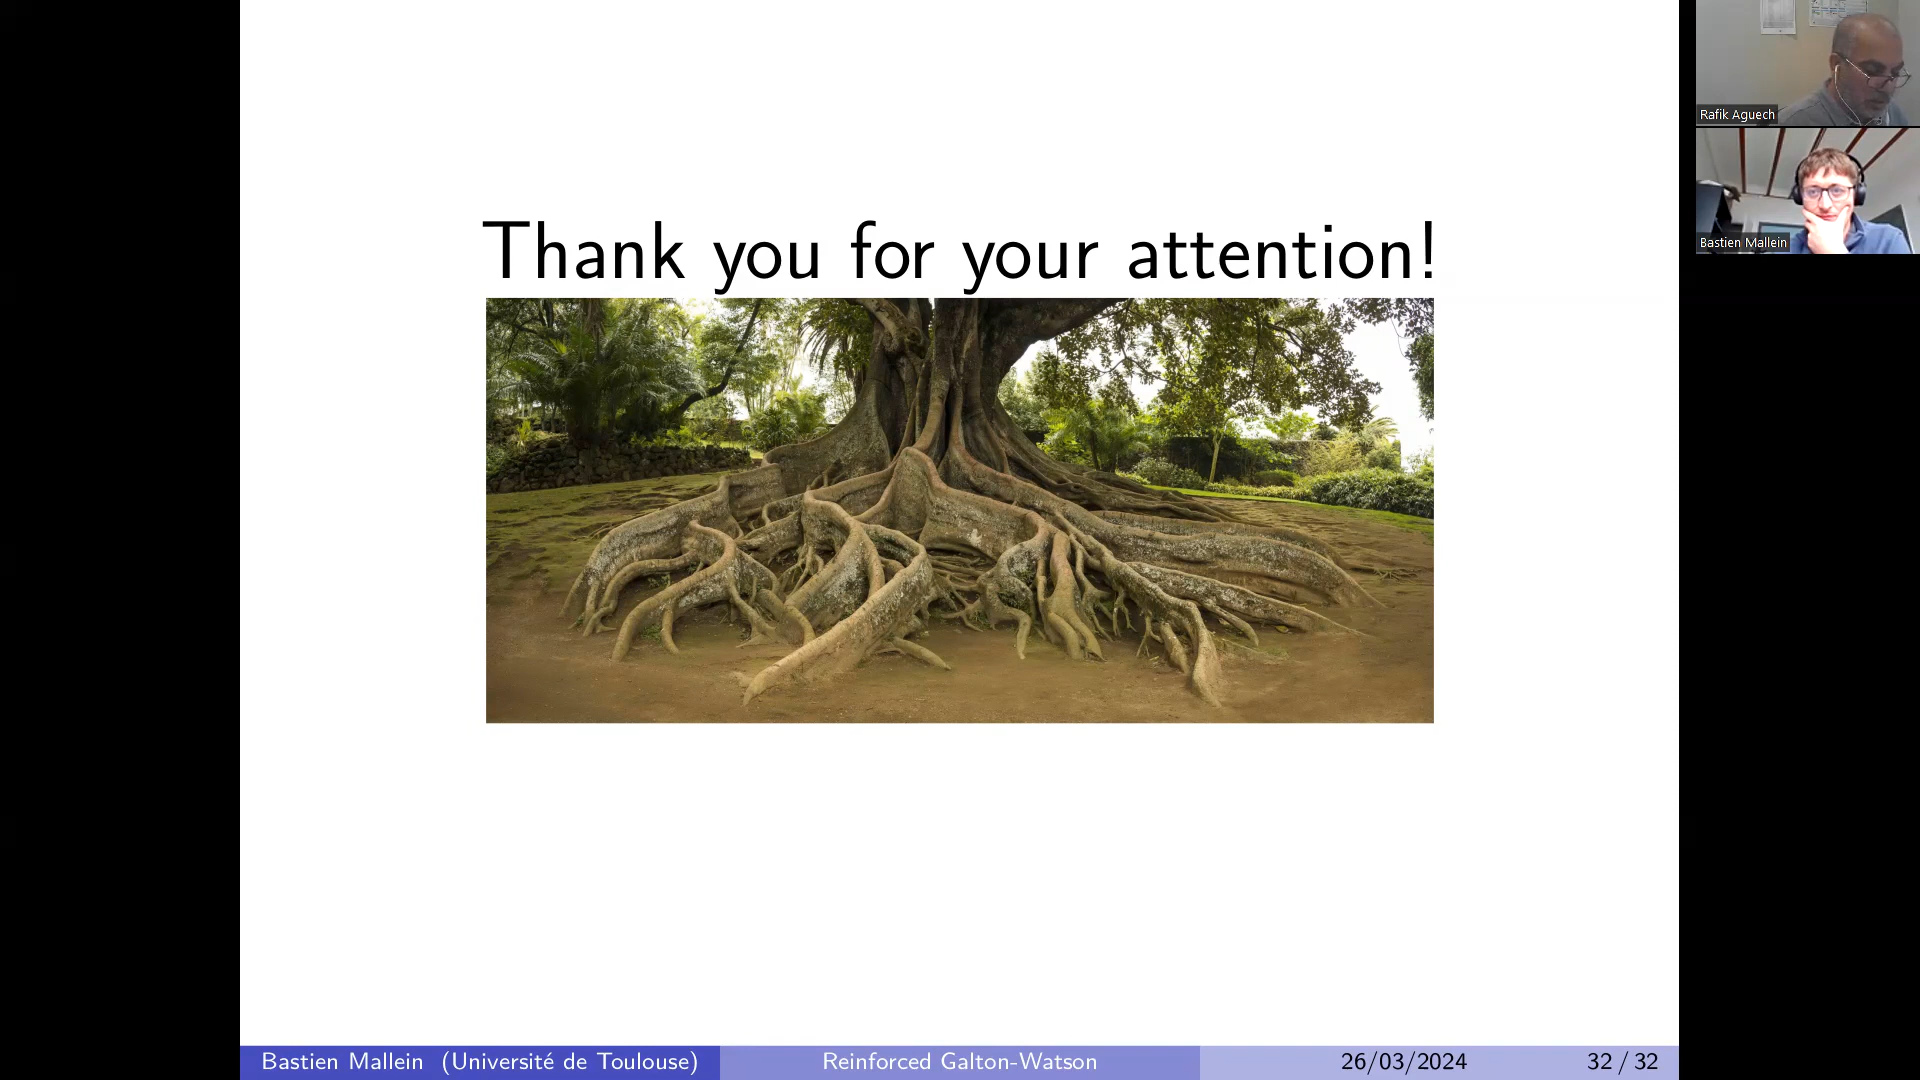 Thank you for your attention!
Rafik Aguech
Bastien Mallein
Bastien Mallein (Université de Toulouse)
Reinforced Galton-Watson
26/03/2024
32 / 32